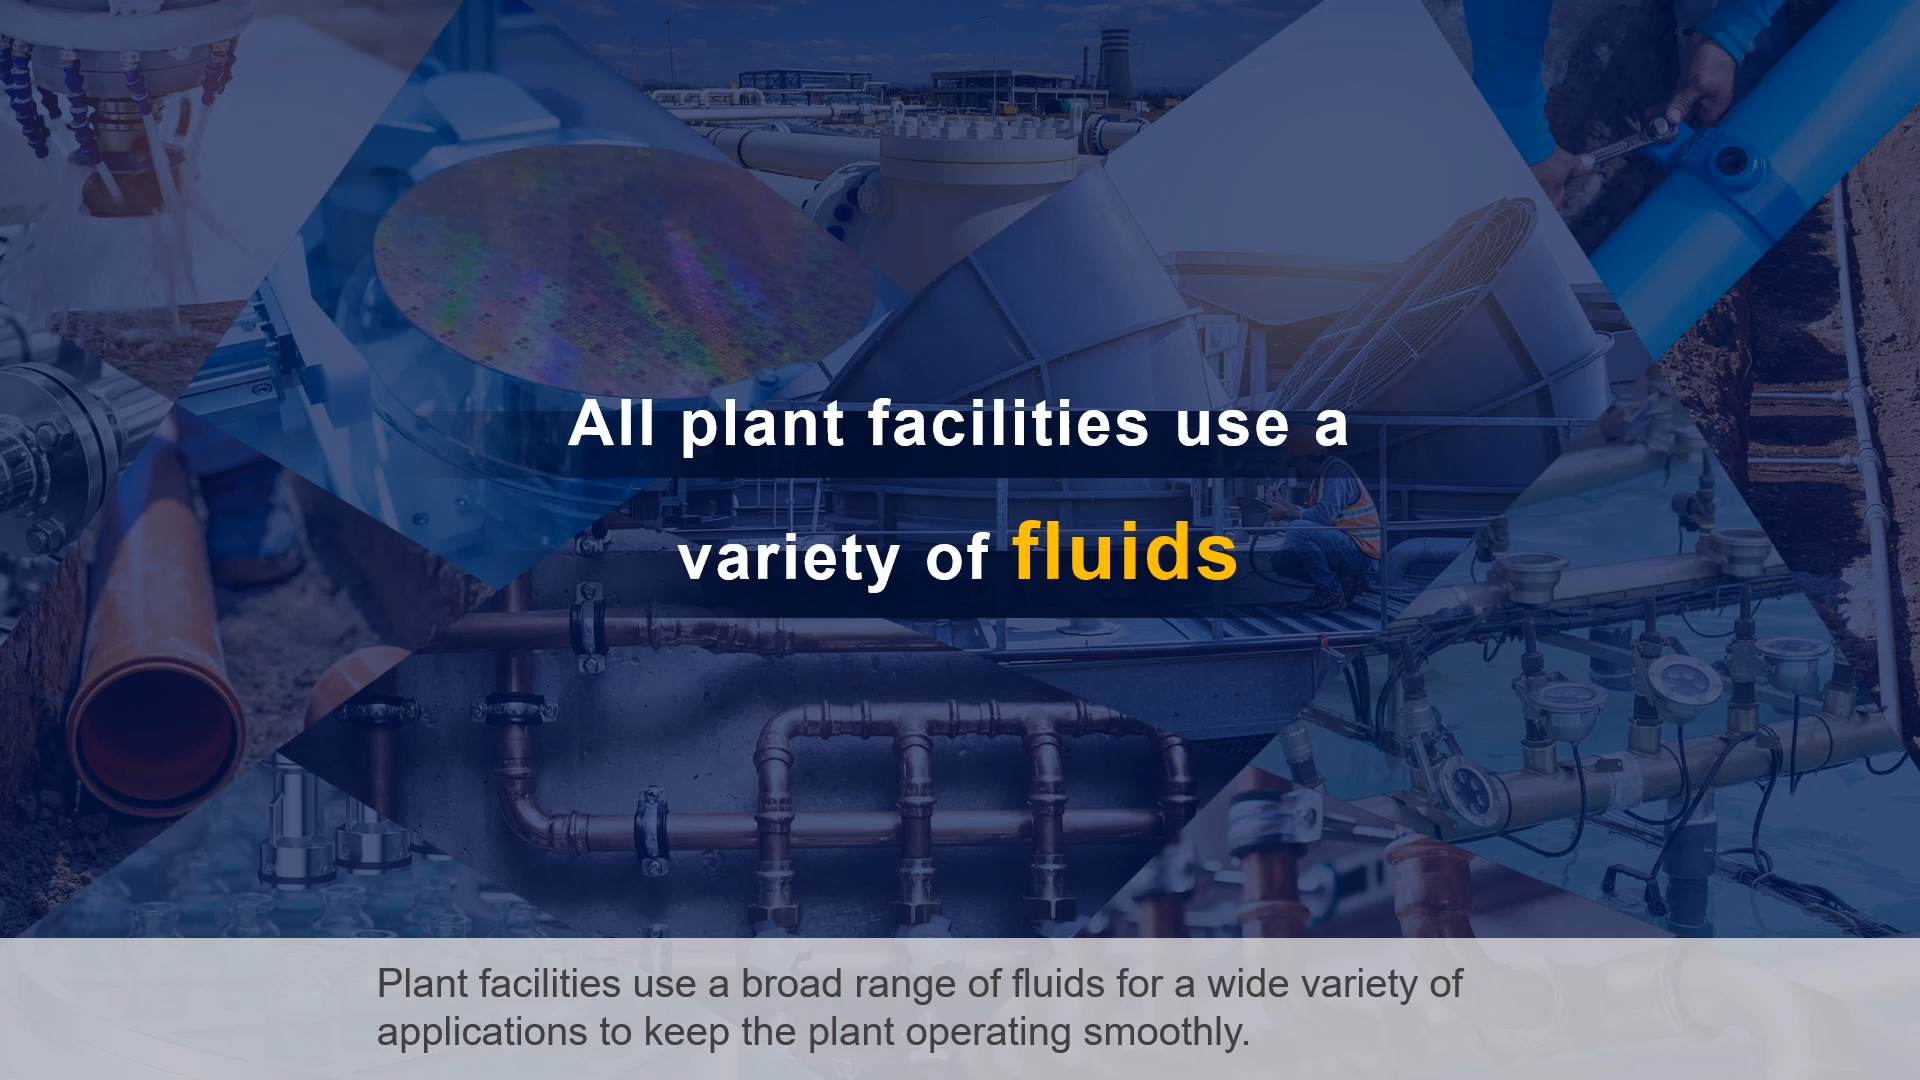 All plant facilities use a
variety of fluids
Plant facilities use a broad range of fluids for a wide variety of
applications to keep the plant operating smoothly.